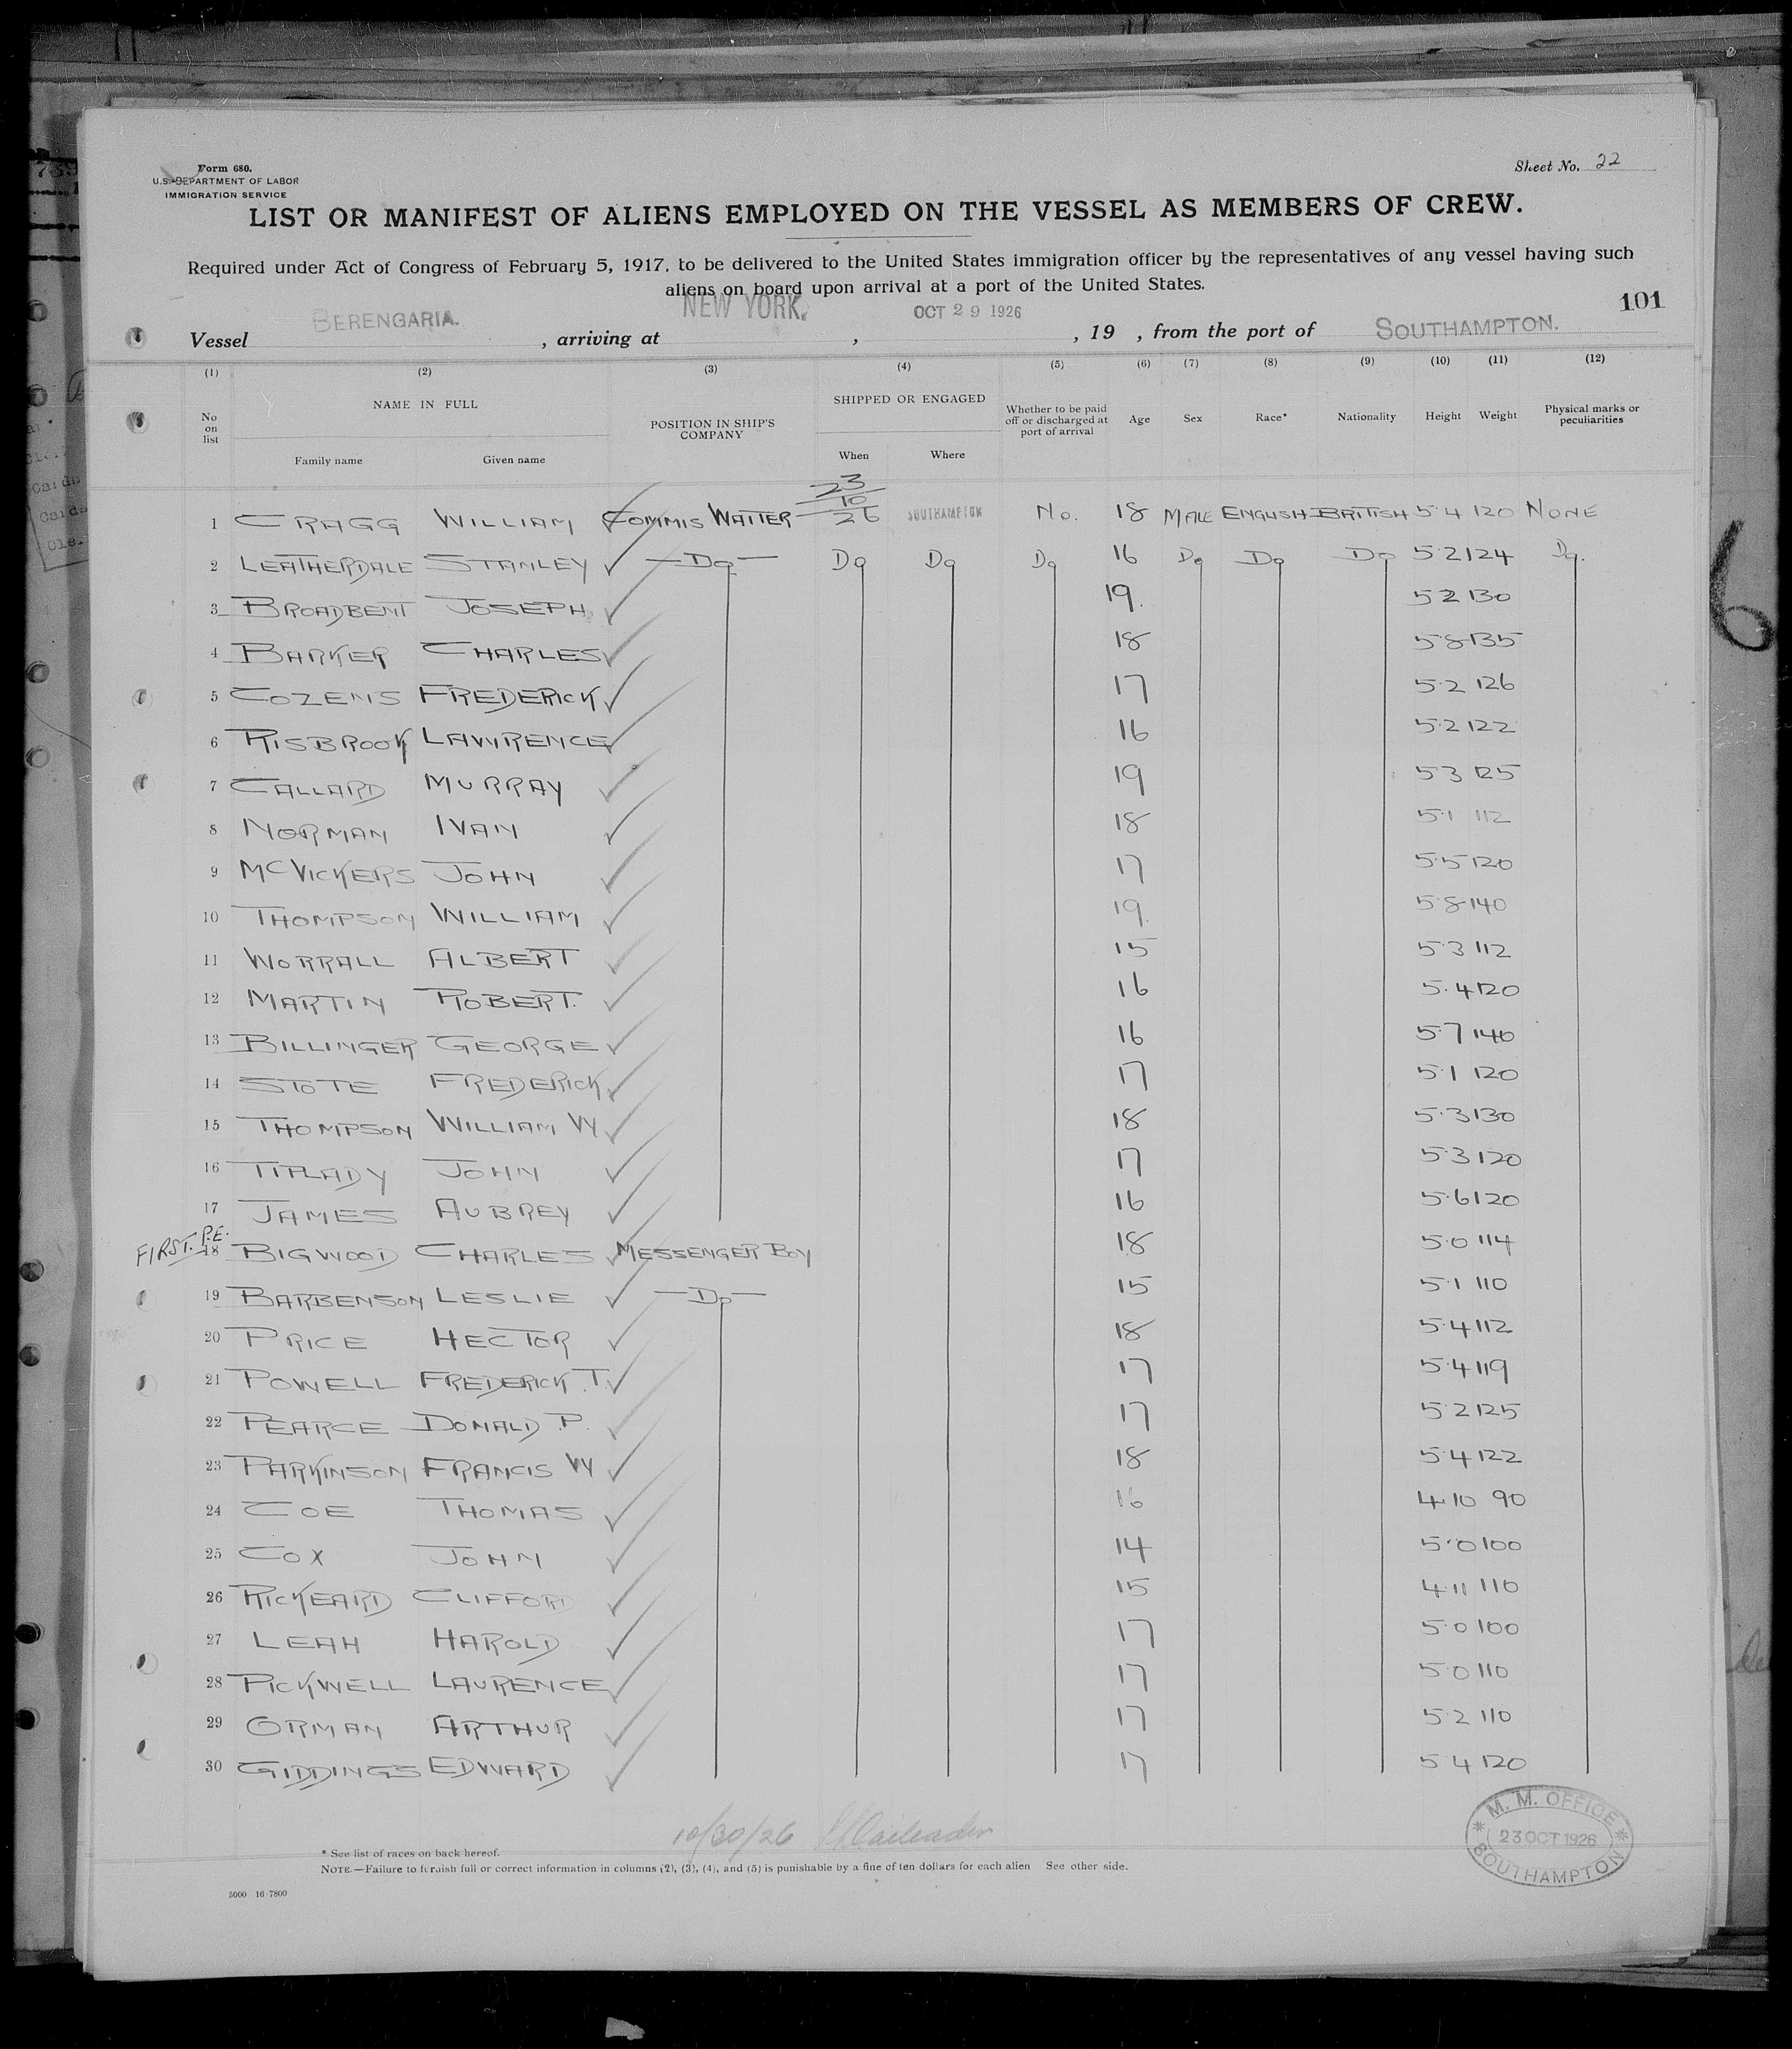 Form 680.
U.S. DEPARTMENT OF LABOR
IMMIGRATION SERVICE
Sheet No. 22
LIST OR MANIFEST OF ALIENS EMPLOYED ON THE VESSEL AS MEMBERS OF CREW.
Required under Act of Congress of February 5, 1917, to be delivered to the United States immigration officer by the representatives of any vessel having such
aliens on board upon arrival at a port of the United States.
101
Vessel BERENGARIA. , arriving at NEW YORK. , OCT 29 1926 , 19 , from the port of SOUTHAMPTON.
(1) (2) (3) (4) (5) (6) (7) (8) (9) (10) (11) (12)
No on list NAME IN FULL Family name Given name POSITION IN SHIP'S COMPANY SHIPPED OR ENGAGED When Where Whether to be paid off or discharged at port of arrival Age Sex Race* Nationality Height Weight Physical marks or peculiarities
1 CRAGG WILLIAM COMMIS WAITER 23/10/26 SOUTHAMPTON No. 18 MALE ENGLISH BRITISH 5·4 120 NONE
2 LEATHERDALE STANLEY —Do— Do Do Do 16 Do Do Do 5·2 124 Do.
3 BROADBENT JOSEPH 19. 5 2 130
4 BARKER CHARLES 18 5·8 135
5 COZENS FREDERICK 17 5·2 126
6 RISBROOK LAWRENCE 16 5·2 122
7 CALLARD MURRAY 19 5·3 125
8 NORMAN IVAN 18 5·1 112
9 McVICKERS JOHN 17 5·5 120
10 THOMPSON WILLIAM 19. 5·8 140
11 WORRALL ALBERT 15 5·3 112
12 MARTIN ROBERT. 16 5·4 120
13 BILLINGER GEORGE 16 5·7 140
14 STOTE FREDERICK 17 5·1 120
15 THOMPSON WILLIAM W 18 5·3 130
16 TITLADY JOHN 17 5·3 120
17 JAMES AUBREY 16 5·6 120
FIRST. P.E. 18 BIGWOOD CHARLES MESSENGER BOY 18 5·0 114
19 BARBENSON LESLIE —Do— 15 5·1 110
20 PRICE HECTOR 18 5·4 112
21 POWELL FREDERICK .T. 17 5·4 119
22 PEARCE DONALD .P. 17 5·2 125
23 PARKINSON FRANCIS W 18 5·4 122
24 COE THOMAS 16 4·10 90
25 COX JOHN 14 5·0 100
26 RICKEARD CLIFFORD 15 4·11 110
27 LEAH HAROLD 17 5·0 100
28 PICKWELL LAURENCE 17 5·0 110
29 ORMAN ARTHUR 17 5·2 110
30 GIDDINGS EDWARD 17 5·4 120
10/30/26
M. M. OFFICE
23 OCT 1926
SOUTHAMPTON
* See list of races on back hereof.
NOTE.—Failure to furnish full or correct information in columns (2), (3), (4), and (5) is punishable by a fine of ten dollars for each alien See other side.
5000 16-7800